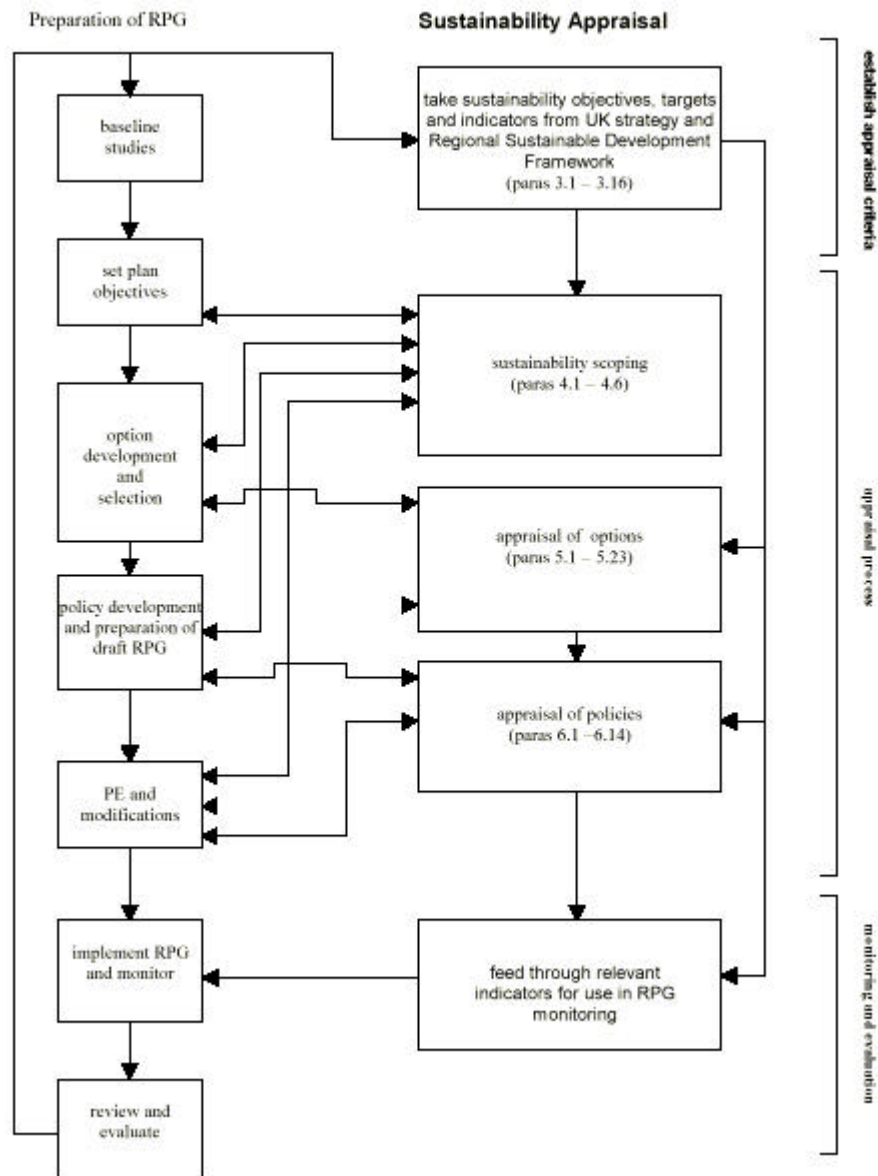 Preparation of RPG
Sustainability Appraisal
baseline
studies
set plan
objectives
option
development
and
selection
policy development
and preparation of
draft RPG
PE and
modifications
implement RPG
and monitor
review and
evaluate
take sustainability objectives, targets
and indicators from UK strategy and
Regional Sustainable Development
Framework
(paras 3.1 – 3.16)
sustainability scoping
(paras 4.1 – 4.6)
appraisal of options
(paras 5.1 – 5.23)
appraisal of policies
(paras 6.1 –6.14)
feed through relevant
indicators for use in RPG
monitoring
establish appraisal criteria
appraisal process
monitoring and evaluation